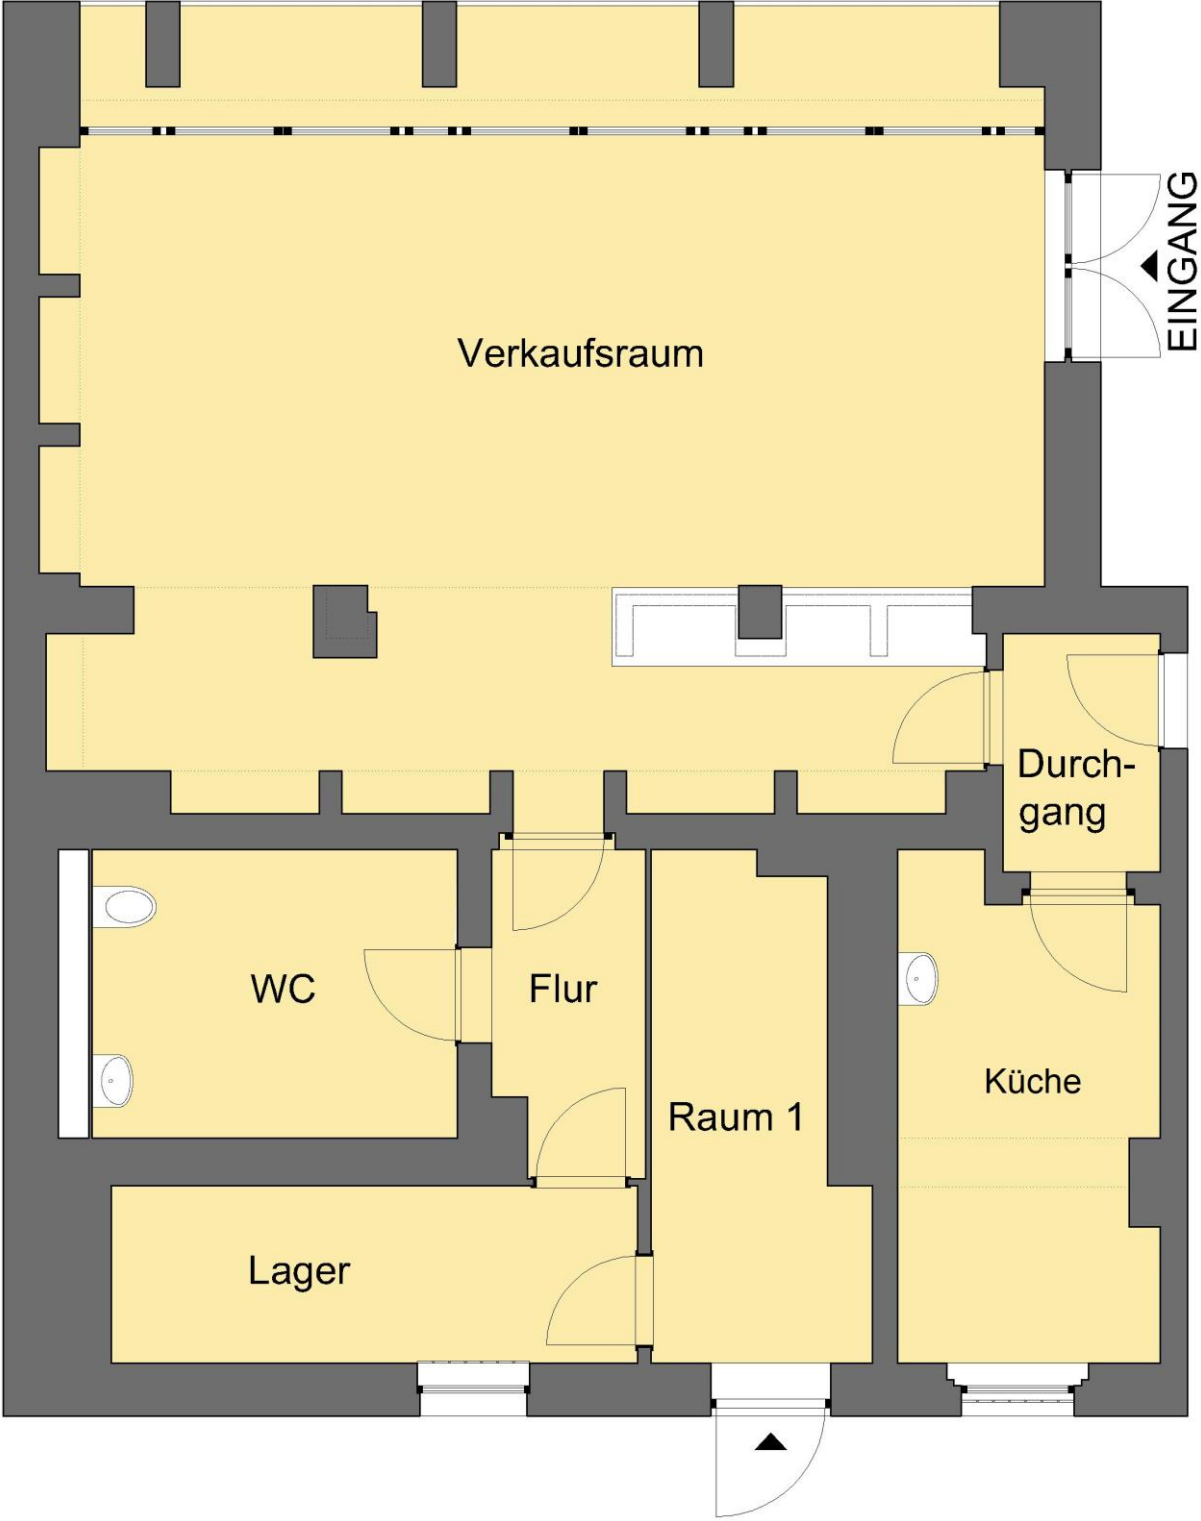 EINGANG
Verkaufsraum
Durch-
gang
WC
Flur
Küche
Raum 1
Lager